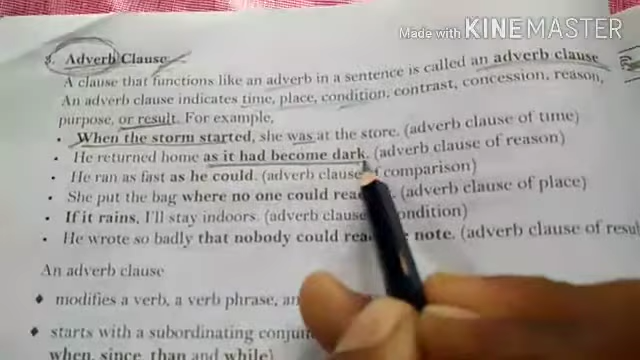 Made with KINEMASTER
3. Adverb Clause
A clause that functions like an adverb in a sentence is called an adverb clause
An adverb clause indicates time, place, condition, contrast, concession, reason,
purpose, or result. For example,
• When the storm started, she was at the store. (adverb clause of time)
• He returned home as it had become dark. (adverb clause of reason)
• He ran as fast as he could. (adverb clause of comparison)
• She put the bag where no one could rea (adverb clause of place)
• If it rains, I'll stay indoors. (adverb clause ondition)
• He wrote so badly that nobody could rea note. (adverb clause of resu
An adverb clause
♦ modifies a verb, a verb phrase, an
♦ starts with a subordinating conjun
when, since, than and while)